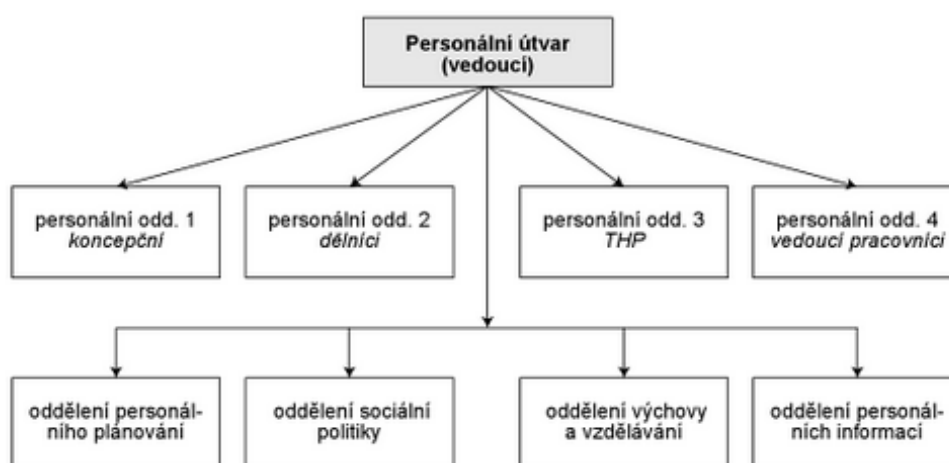 Personální útvar
(vedoucí)
personální odd. 1
koncepční
personální odd. 2
dělníci
personální odd. 3
THP
personální odd. 4
vedoucí pracovníci
oddělení personál-
ního plánování
oddělení sociální
politiky
oddělení výchovy
a vzdělávání
oddělení personál-
ních informací